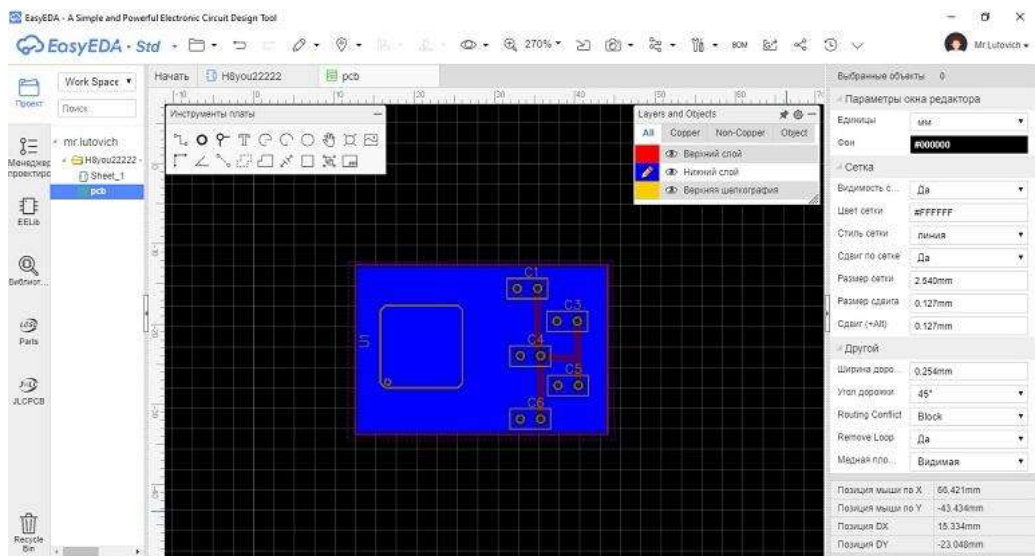 EasyEDA - A Simple and Powerful Electronic Circuit Design Tool
EasyEDA · Std
270%
BOM
Mr.Lutovich
Проект
Менеджер
проектирс
EELib
Библиот...
LCSC
Parts
JLCPCB
Recycle
Bin
Work Space
Поиск
mr.lutovich
H8you22222 -
Sheet_1
pcb
Начать
H8you22222
pcb
Инструменты платы
Layers and Objects
All
Copper
Non-Copper
Object
Верхний слой
Нижний слой
Верхняя шелкография
C1
C3
C4
C5
C6
Выбранные объекты 0
Параметры окна редактора
Единицы мм
Фон #000000
Сетка
Видимость с... Да
Цвет сетки #FFFFFF
Стиль сетки линия
Сдвиг по сетке Да
Размер сетки 2.540mm
Размер сдвига 0.127mm
Сдвиг (+Alt) 0.127mm
Другой
Ширина доро... 0.254mm
Угол дорожки 45°
Routing Conflict Block
Remove Loop Да
Медная пло... Видимая
Позиция мыши по X 66.421mm
Позиция мыши по Y -43.434mm
Позиция DX 15.334mm
Позиция DY -23.048mm